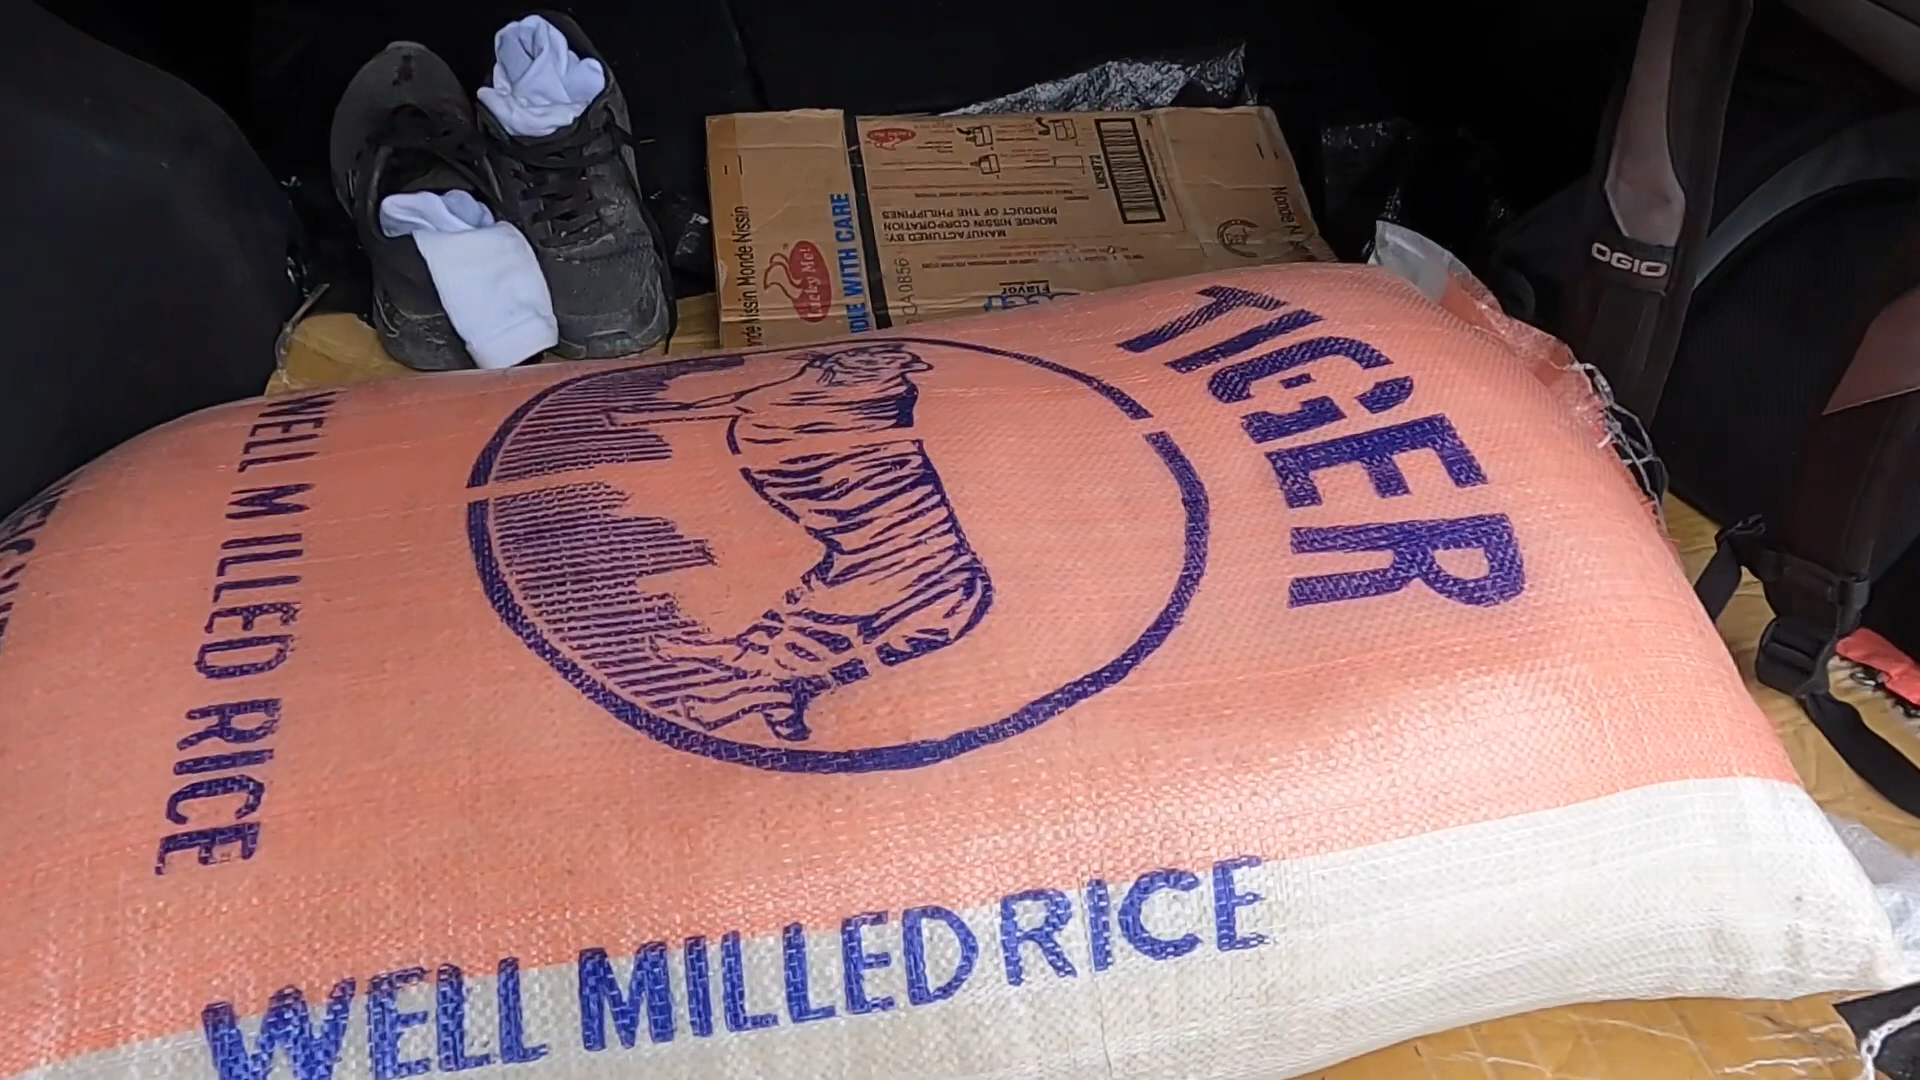 TIGER
WELL MILLED RICE
WELL MILLED RICE
Monde Nissin
Lucky Me!
WITH CARE
MANUFACTURED BY:
MONDE NISSIN CORPORATION
PRODUCT OF THE PHILIPPINES
Flavor
OGIO